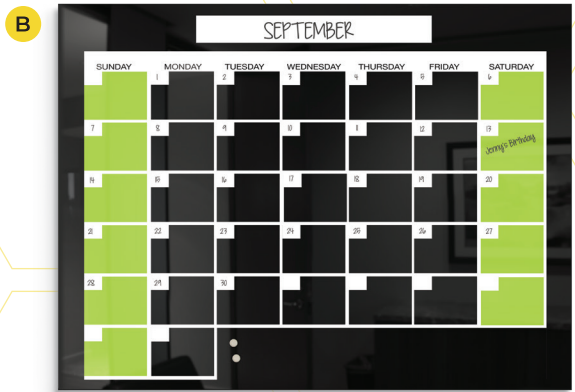 B
SEPTEMBER
SUNDAY MONDAY TUESDAY WEDNESDAY THURSDAY FRIDAY SATURDAY
1 2 3 4 5 6
7 8 9 10 11 12 13
Jenny's Birthday
14 15 16 17 18 19 20
21 22 23 24 25 26 27
28 29 30